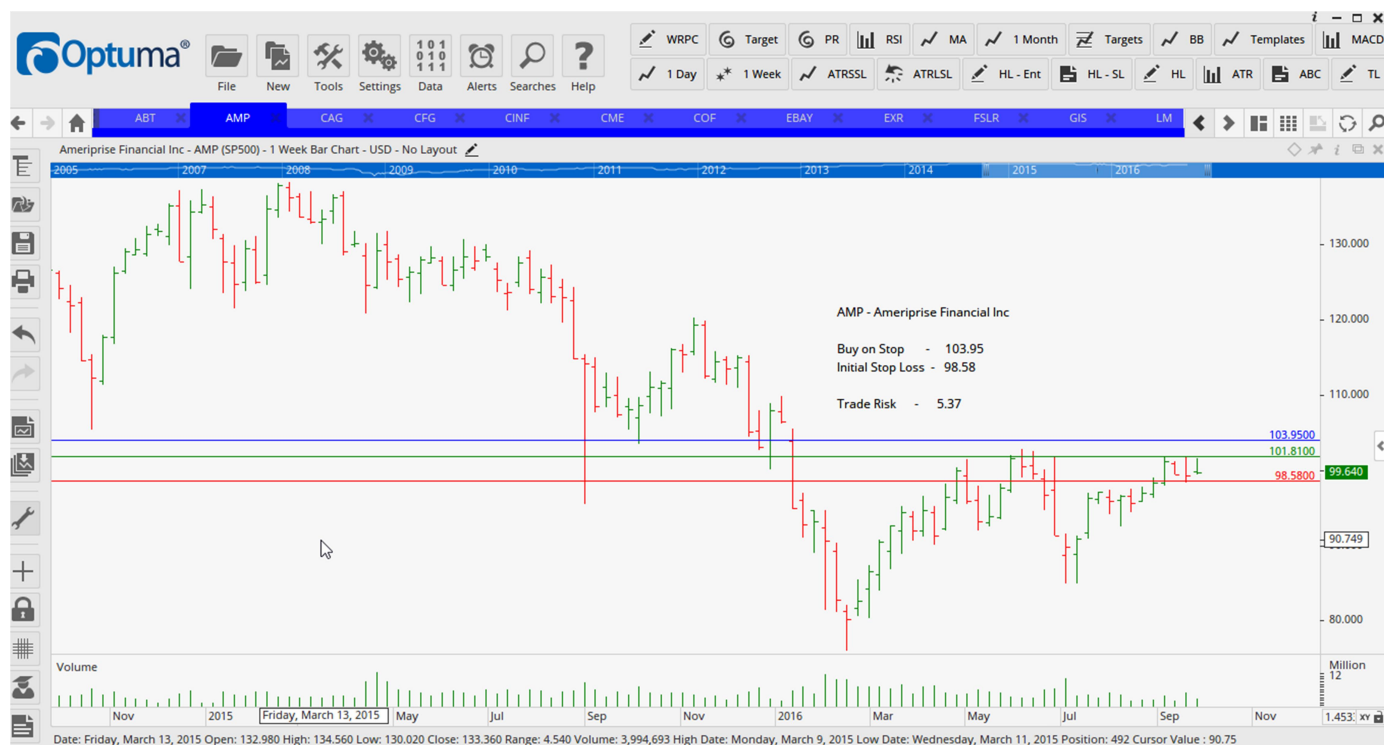 i
Optuma®
File
New
Tools
Settings
101 010 111
Data
Alerts
Searches
?
Help
WRPC
Target
PR
RSI
MA
1 Month
Targets
BB
Templates
MACD
1 Day
1 Week
ATRSSL
ATRLSL
HL - Ent
HL - SL
HL
ATR
ABC
TL
ABT
AMP
CAG
CFG
CINF
CME
COF
EBAY
EXR
FSLR
GIS
LM
Ameriprise Financial Inc - AMP (SP500) - 1 Week Bar Chart - USD - No Layout
2005
2007
2008
2009
2010
2011
2012
2013
2014
2015
2016
130.000
AMP - Ameriprise Financial Inc
120.000
Buy on Stop - 103.95
Initial Stop Loss - 98.58
110.000
Trade Risk - 5.37
103.9500
101.8100
99.640
98.5800
90.749
80.000
Volume
Million
12
Nov
2015
Friday, March 13, 2015
May
Jul
Sep
Nov
2016
Mar
May
Jul
Sep
Nov
XY
Date: Friday, March 13, 2015 Open: 132.980 High: 134.560 Low: 130.020 Close: 133.360 Range: 4.540 Volume: 3,994,693 High Date: Monday, March 9, 2015 Low Date: Wednesday, March 11, 2015 Position: 492 Cursor Value : 90.75